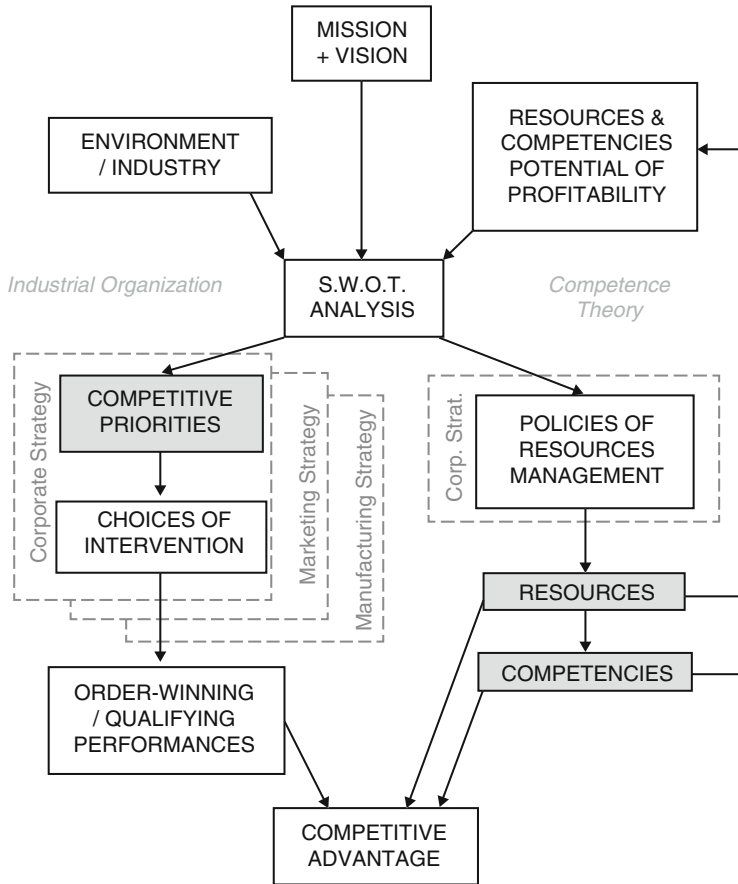 MISSION
+ VISION
ENVIRONMENT
/ INDUSTRY
RESOURCES &
COMPETENCIES
POTENTIAL OF
PROFITABILITY
Industrial Organization
S.W.O.T.
ANALYSIS
Competence
Theory
Corporate Strategy
COMPETITIVE
PRIORITIES
CHOICES OF
INTERVENTION
Marketing Strategy
Manufacturing Strategy
Corp. Strat.
POLICIES OF
RESOURCES
MANAGEMENT
RESOURCES
COMPETENCIES
ORDER-WINNING
/ QUALIFYING
PERFORMANCES
COMPETITIVE
ADVANTAGE